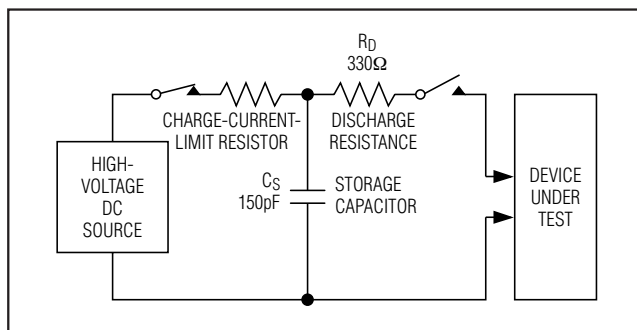 R_D
330Ω
CHARGE-CURRENT-
LIMIT RESISTOR
DISCHARGE
RESISTANCE
HIGH-
VOLTAGE
DC
SOURCE
C_S
150pF
STORAGE
CAPACITOR
DEVICE
UNDER
TEST